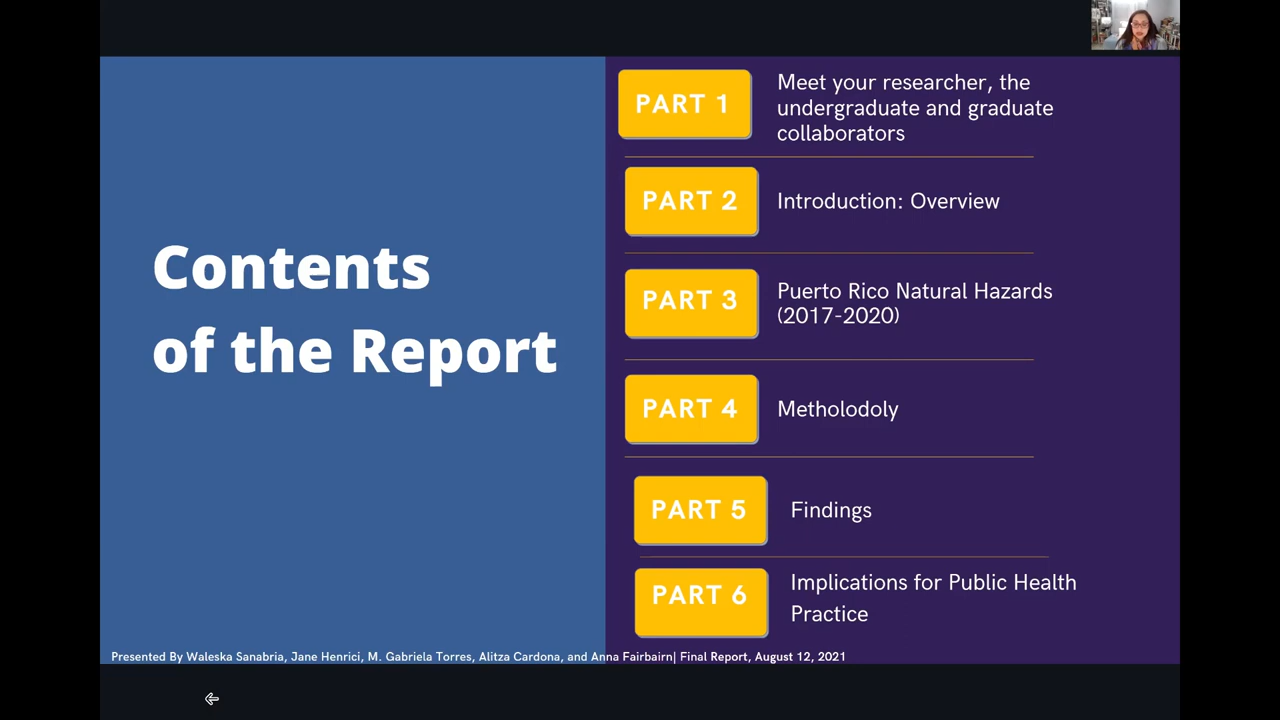 Contents
of the Report
PART 1
Meet your researcher, the
undergraduate and graduate
collaborators
PART 2
Introduction: Overview
PART 3
Puerto Rico Natural Hazards
(2017-2020)
PART 4
Metholodoly
PART 5
Findings
PART 6
Implications for Public Health
Practice
Presented By Waleska Sanabria, Jane Henrici, M. Gabriela Torres, Alitza Cardona, and Anna Fairbairn| Final Report, August 12, 2021